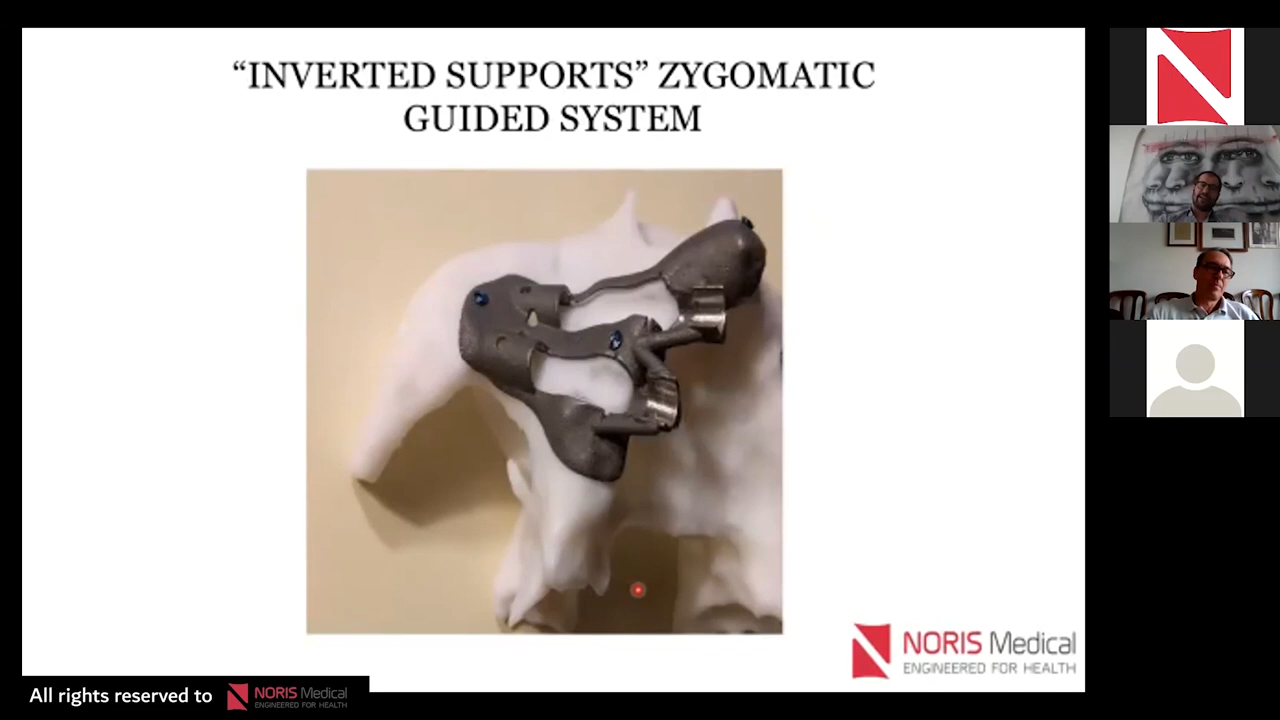 “INVERTED SUPPORTS” ZYGOMATIC
GUIDED SYSTEM
NORIS Medical
ENGINEERED FOR HEALTH
All rights reserved to
NORIS Medical
ENGINEERED FOR HEALTH